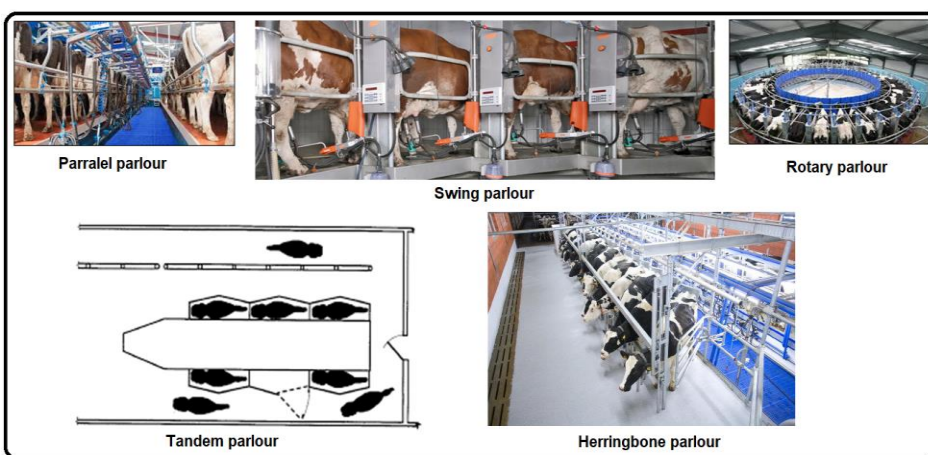 Parralel parlour
Swing parlour
Rotary parlour
Tandem parlour
Herringbone parlour